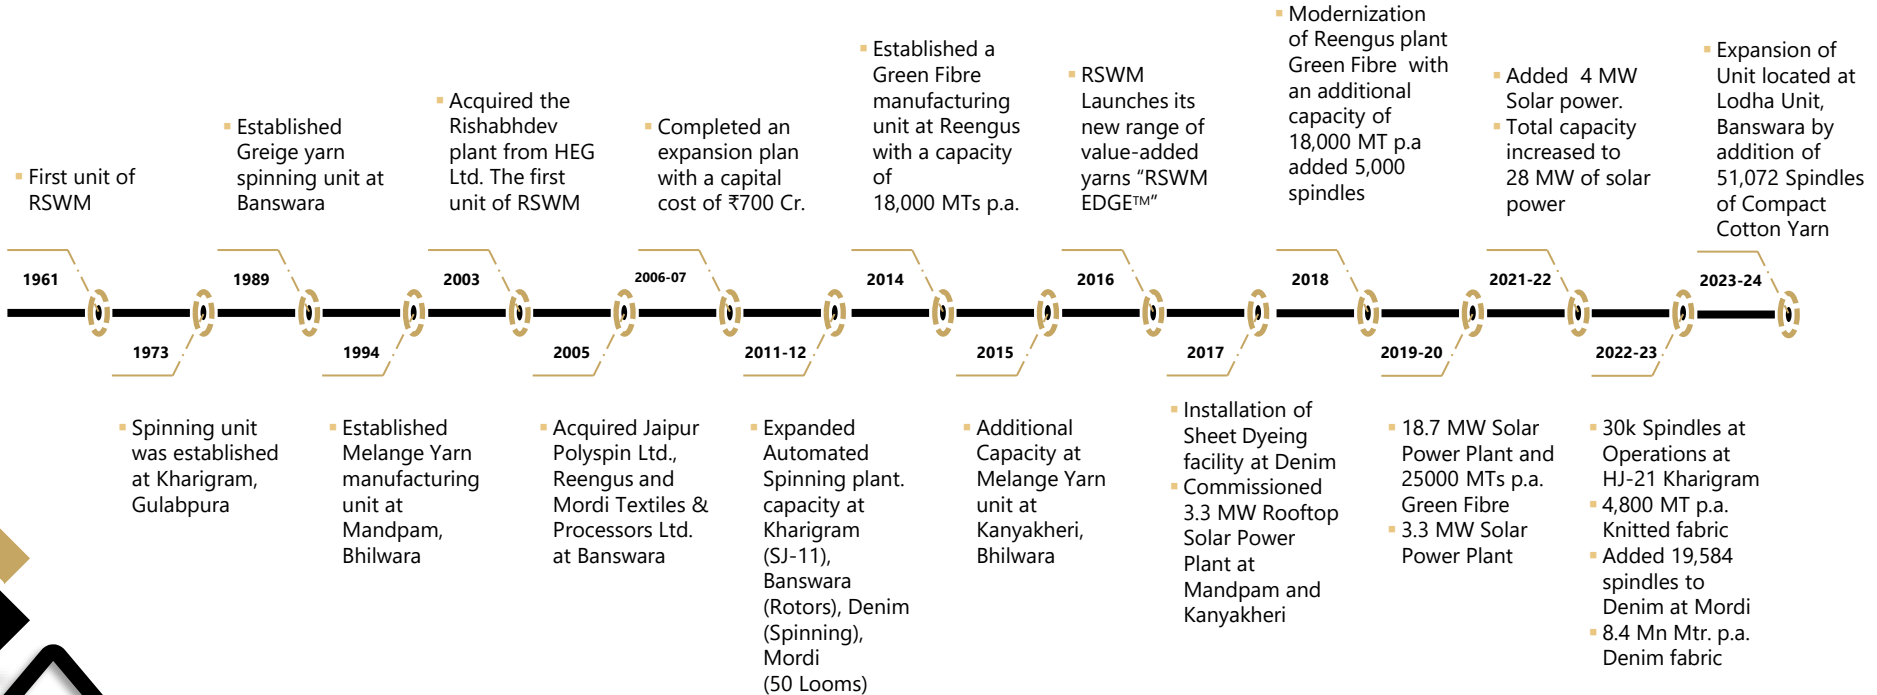 ▪ First unit of
RSWM
▪ Established
Greige yarn
spinning unit at
Banswara
▪ Acquired the
Rishabhdev
plant from HEG
Ltd. The first
unit of RSWM
▪ Completed an
expansion plan
with a capital
cost of ₹700 Cr.
▪ Established a
Green Fibre
manufacturing
unit at Reengus
with a capacity
of
18,000 MTs p.a.
▪ RSWM
Launches its
new range of
value-added
yarns “RSWM
EDGE™”
▪ Modernization
of Reengus plant
Green Fibre with
an additional
capacity of
18,000 MT p.a
added 5,000
spindles
▪ Added 4 MW
Solar power.
▪ Total capacity
increased to
28 MW of solar
power
▪ Expansion of
Unit located at
Lodha Unit,
Banswara by
addition of
51,072 Spindles
of Compact
Cotton Yarn
1961
1989
2003
2006-07
2014
2016
2018
2021-22
2023-24
1973
1994
2005
2011-12
2015
2017
2019-20
2022-23
▪ Spinning unit
was established
at Kharigram,
Gulabpura
▪ Established
Melange Yarn
manufacturing
unit at
Mandpam,
Bhilwara
▪ Acquired Jaipur
Polyspin Ltd.,
Reengus and
Mordi Textiles &
Processors Ltd.
at Banswara
▪ Expanded
Automated
Spinning plant.
capacity at
Kharigram
(SJ-11),
Banswara
(Rotors), Denim
(Spinning),
Mordi
(50 Looms)
▪ Additional
Capacity at
Melange Yarn
unit at
Kanyakheri,
Bhilwara
▪ Installation of
Sheet Dyeing
facility at Denim
▪ Commissioned
3.3 MW Rooftop
Solar Power
Plant at
Mandpam and
Kanyakheri
▪ 18.7 MW Solar
Power Plant and
25000 MTs p.a.
Green Fibre
▪ 3.3 MW Solar
Power Plant
▪ 30k Spindles at
Operations at
HJ-21 Kharigram
▪ 4,800 MT p.a.
Knitted fabric
▪ Added 19,584
spindles to
Denim at Mordi
▪ 8.4 Mn Mtr. p.a.
Denim fabric